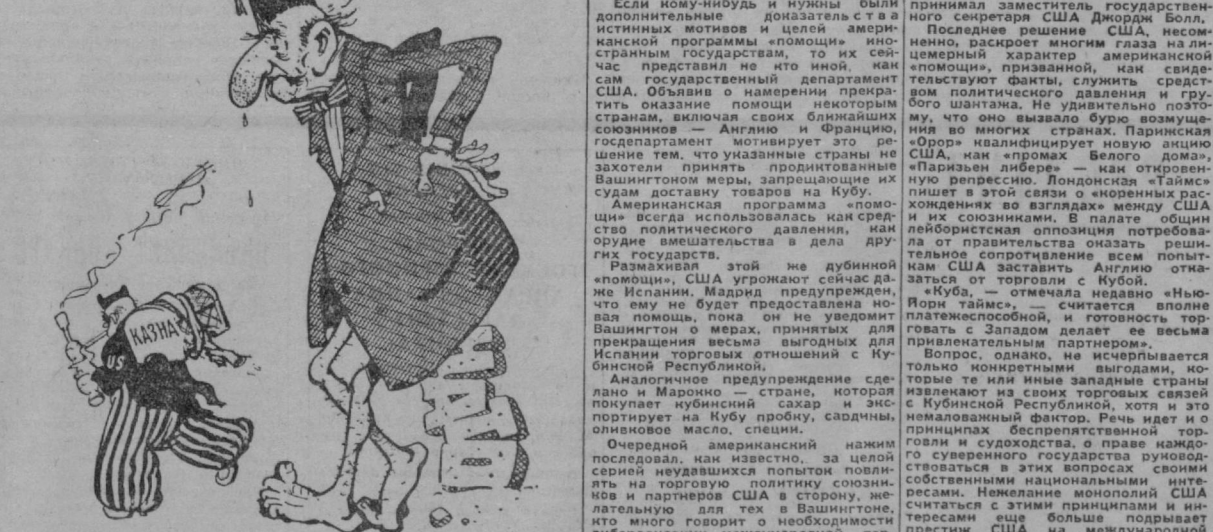 КАЗНА
Если кому-нибудь и нужны были
дополнительные доказательства
истинных мотивов и целей амери-
канской программы «помощи» ино-
странным государствам, то их сей-
час представил не кто иной, как
сам государственный департамент
США. Объявив о намерении прекра-
тить оказание помощи некоторым
странам, включая своих ближайших
союзников — Англию и Францию,
госдепартамент мотивирует это ре-
шение тем, что указанные страны не
захотели принять продиктованные
Вашингтоном меры, запрещающие их
судам доставку товаров на Кубу.
Американская программа «помо-
щи» всегда использовалась как сред-
ство политического давления, как
орудие вмешательства в дела дру-
гих государств.
Размахивая этой же дубинкой
«помощи», США угрожают сейчас да-
же Испании. Мадрид предупрежден,
что ему не будет предоставлена но-
вая помощь, пока он не уведомит
Вашингтон о мерах, принятых для
прекращения весьма выгодных для
Испании торговых отношений с Ку-
бинской Республикой.
Аналогичное предупреждение сде-
лано и Марокко — стране, которая
покупает кубинский сахар и экс-
портирует на Кубу пробку, сардины,
оливковое масло, специи.
Очередной американский нажим
последовал, как известно, за целой
серией неудавшихся попыток повли-
ять на торговую политику союзни-
ков и партнеров США в сторону, же-
лательную для тех в Вашингтоне,
кто много говорит о необходимости
принимал заместитель государствен-
ного секретаря США Джордж Болл.
Последнее решение США, несом-
ненно, раскроет многим глаза на ли-
цемерный характер американской
«помощи», призванной, как свиде-
тельствуют факты, служить средст-
вом политического давления и гру-
бого шантажа. Не удивительно поэто-
му, что оно вызвало бурю возмуще-
ния во многих странах. Парижская
«Орор» квалифицирует новую акцию
США, как «промах Белого дома»,
«Паризьен либере» — как откровен-
ную репрессию. Лондонская «Таймс»
пишет в этой связи о «коренных рас-
хождениях во взглядах» между США
и их союзниками. В палате общин
лейбористская оппозиция потребова-
ла от правительства оказать реши-
тельное сопротивление всем попыт-
кам США заставить Англию отка-
заться от торговли с Кубой.
«Куба, — отмечала недавно «Нью-
Йорк таймс», — считается вполне
платежеспособной, и готовность тор-
говать с Западом делает ее весьма
привлекательным партнером».
Вопрос, однако, не исчерпывается
только конкретными выгодами, ко-
торые те или иные западные страны
извлекают из своих торговых связей
с Кубинской Республикой, хотя и это
немаловажный фактор. Речь идет и о
принципах беспрепятственной тор-
говли и судоходства, о праве каждо-
го суверенного государства руковод-
ствоваться в этих вопросах своими
собственными национальными инте-
ресами. Нежелание монополий США
считаться с этими принципами и ин-
тересами еще больше подрывает
престиж США на международной